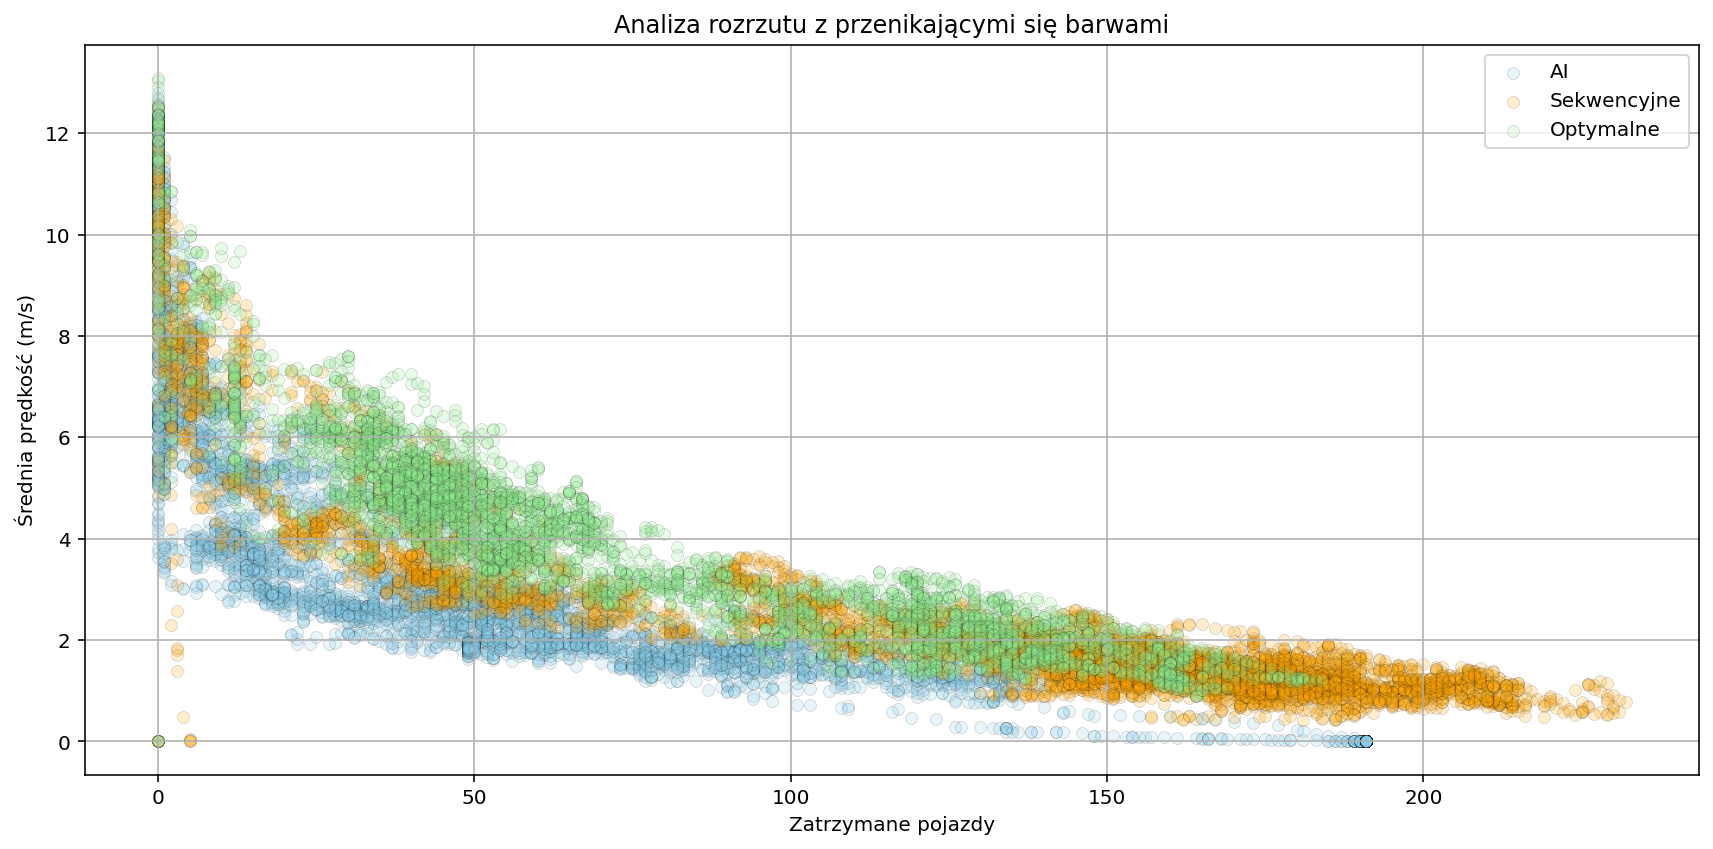 Analiza rozrzutu z przenikającymi się barwami
AI
Sekwencyjne
Optymalne
Średnia prędkość (m/s)
12
10
8
6
4
2
0
0 50 100 150 200
Zatrzymane pojazdy